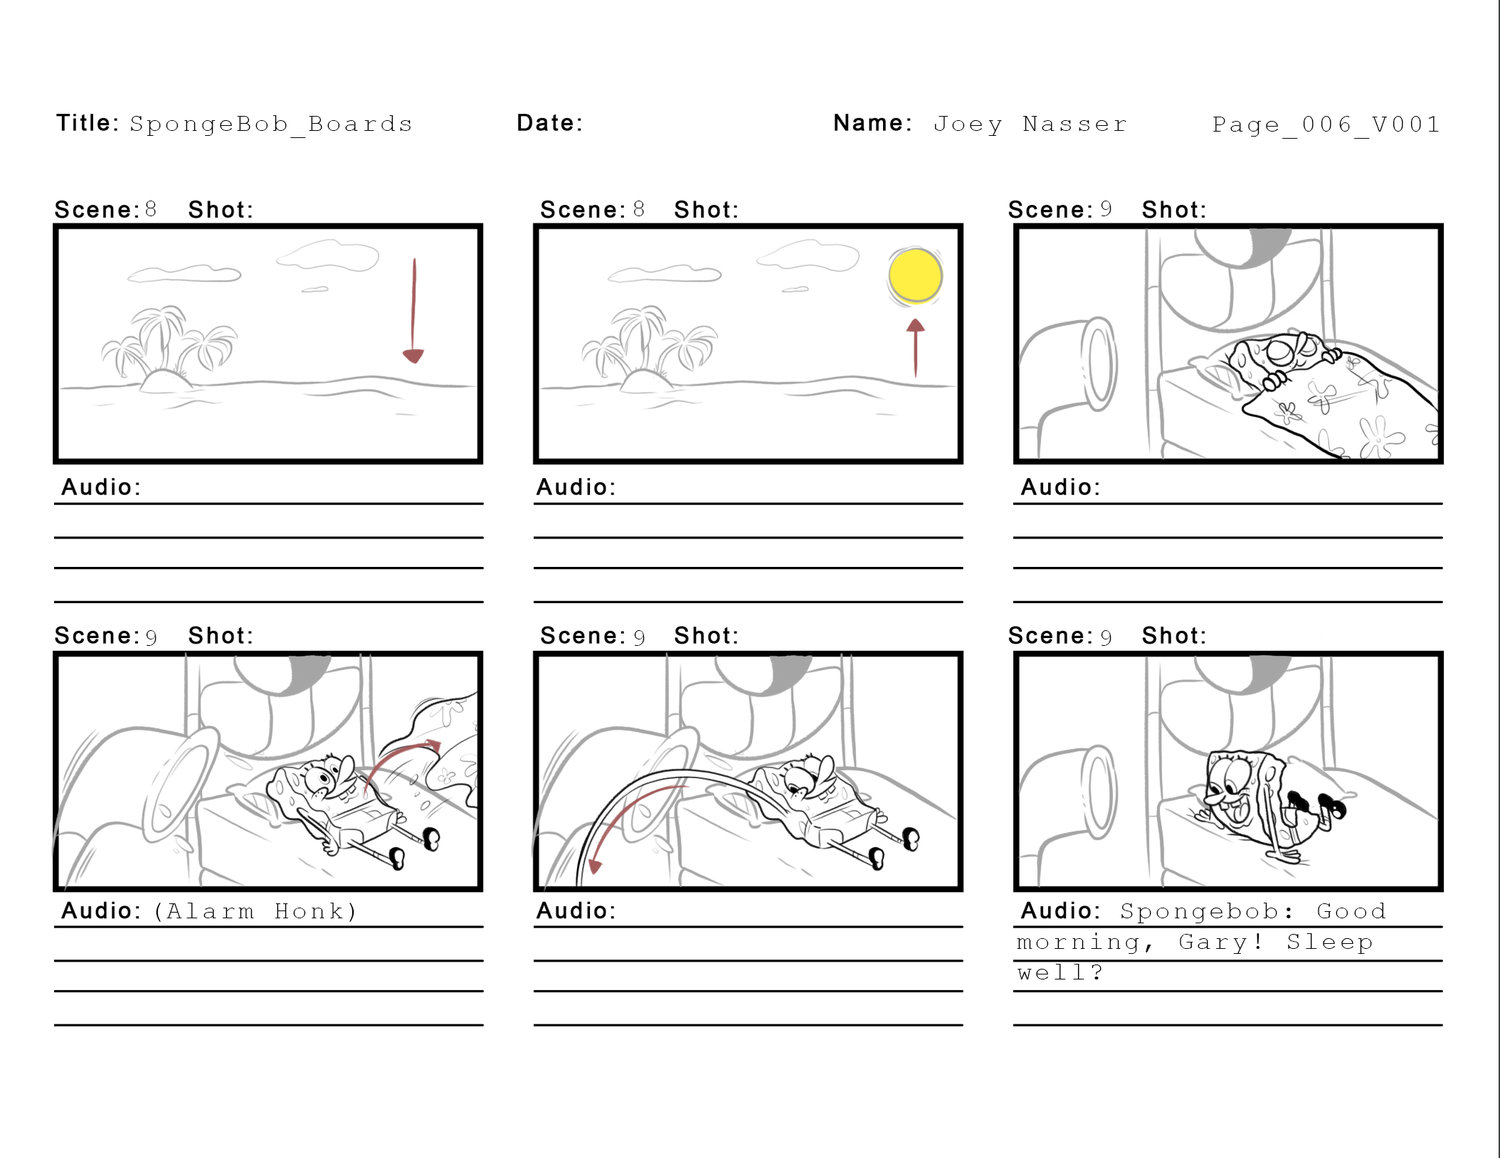 Title: SpongeBob_Boards Date: Name: Joey Nasser Page_006_V001
Scene: 8 Shot: Scene: 8 Shot: Scene: 9 Shot:
Audio: Audio: Audio:
Scene: 9 Shot: Scene: 9 Shot: Scene: 9 Shot:
Audio: (Alarm Honk) Audio: Audio: Spongebob: Good
morning, Gary! Sleep
well?